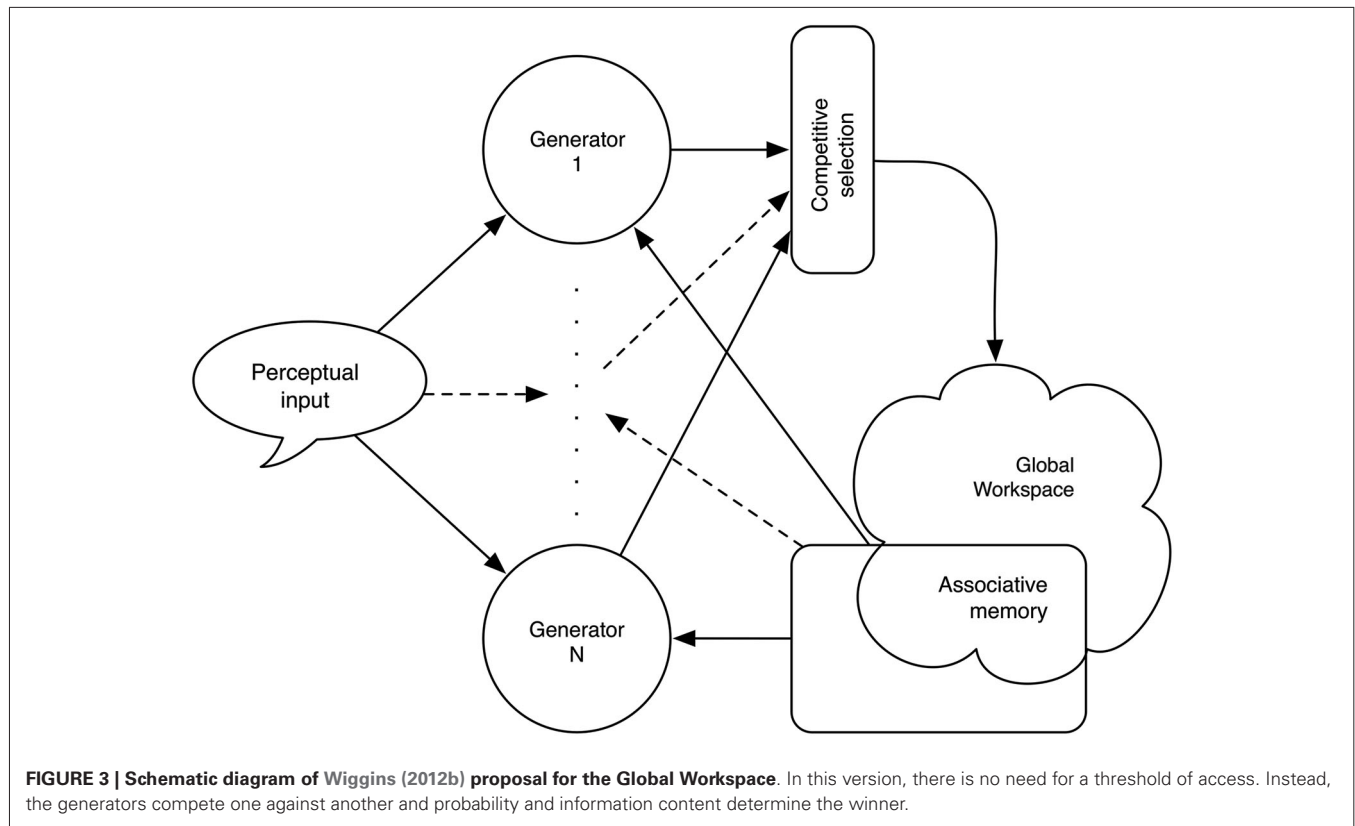 Generator
1
Competitive
selection
Perceptual
input
Global
Workspace
Associative
memory
Generator
N
FIGURE 3 | Schematic diagram of Wiggins (2012b) proposal for the Global Workspace. In this version, there is no need for a threshold of access. Instead,
the generators compete one against another and probability and information content determine the winner.